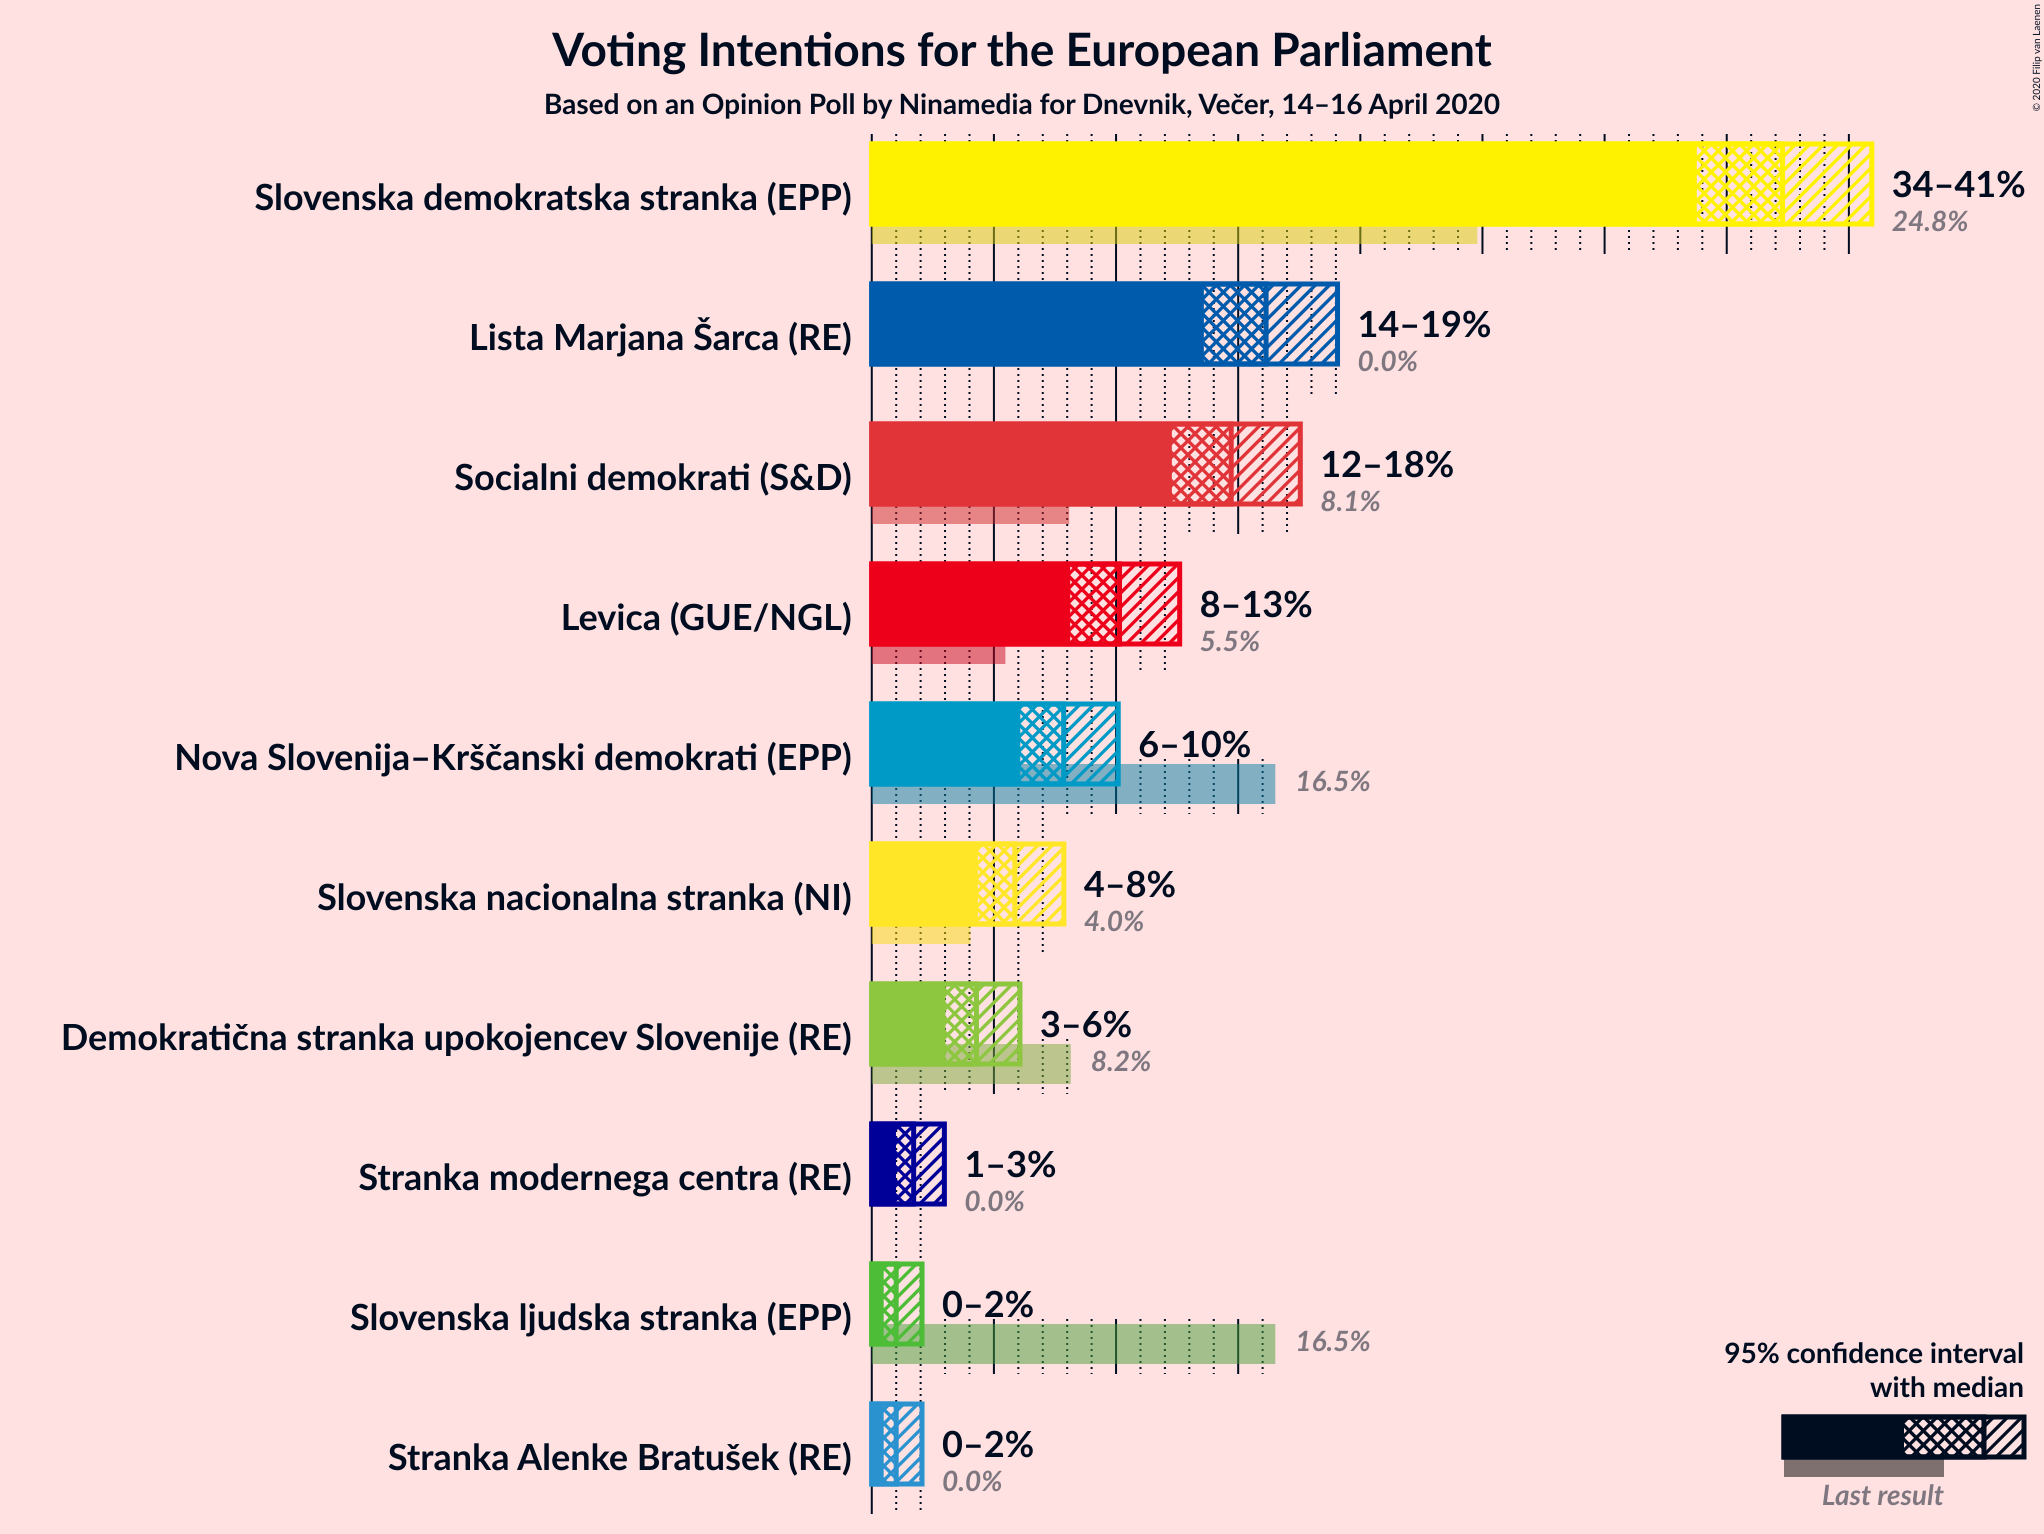 Voting Intentions for the European Parliament
Based on an Opinion Poll by Ninamedia for Dnevnik, Večer, 14–16 April 2020
© 2020 Filip van Laenen
Slovenska demokratska stranka (EPP)
34–41%
24.8%
Lista Marjana Šarca (RE)
14–19%
0.0%
Socialni demokrati (S&D)
12–18%
8.1%
Levica (GUE/NGL)
8–13%
5.5%
Nova Slovenija–Krščanski demokrati (EPP)
6–10%
16.5%
Slovenska nacionalna stranka (NI)
4–8%
4.0%
Demokratična stranka upokojencev Slovenije (RE)
3–6%
8.2%
Stranka modernega centra (RE)
1–3%
0.0%
Slovenska ljudska stranka (EPP)
0–2%
16.5%
Stranka Alenke Bratušek (RE)
0–2%
0.0%
95% confidence interval
with median
Last result